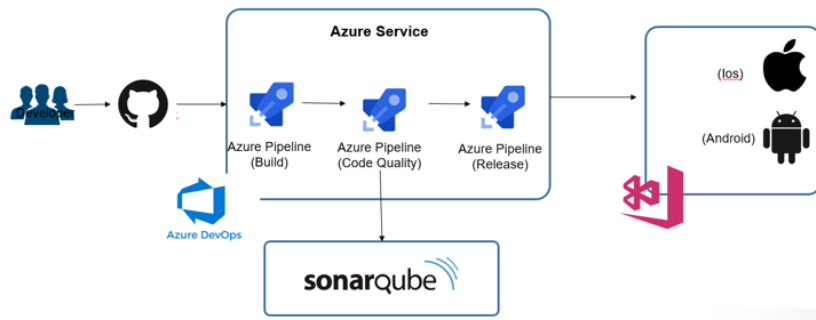 Azure Service
Developer
Azure Pipeline
(Build)
Azure Pipeline
(Code Quality)
Azure Pipeline
(Release)
Azure DevOps
sonarqube
(Ios)
(Android)